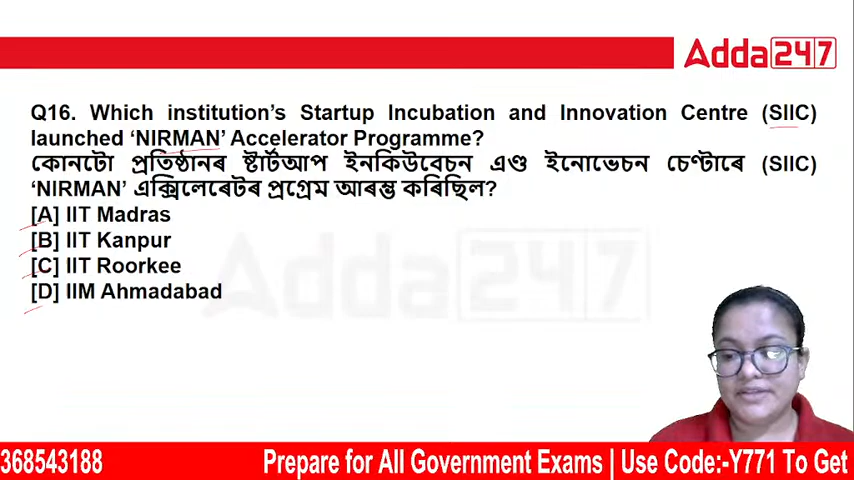 Adda247
Q16. Which institution's Startup Incubation and Innovation Centre (SIIC)
launched 'NIRMAN' Accelerator Programme?
কোনটো প্ৰতিষ্ঠানৰ ষ্টাৰ্টআপ ইনকিউবেচন এণ্ড ইনোভেচন চেণ্টাৰে (SIIC)
'NIRMAN' এক্সিলেৰেটৰ প্ৰগ্ৰেম আৰম্ভ কৰিছিল?
[A] IIT Madras
[B] IIT Kanpur
[C] IIT Roorkee
[D] IIM Ahmadabad
Adda247
368543188 Prepare for All Government Exams | Use Code:-Y771 To Get